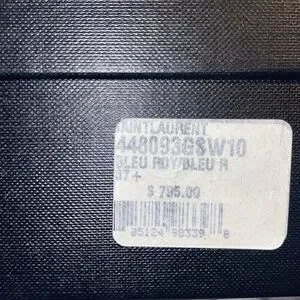 SAINTLAURENT
448093GSW10
BLEU ROY/BLEU R
37+
$ 795.00